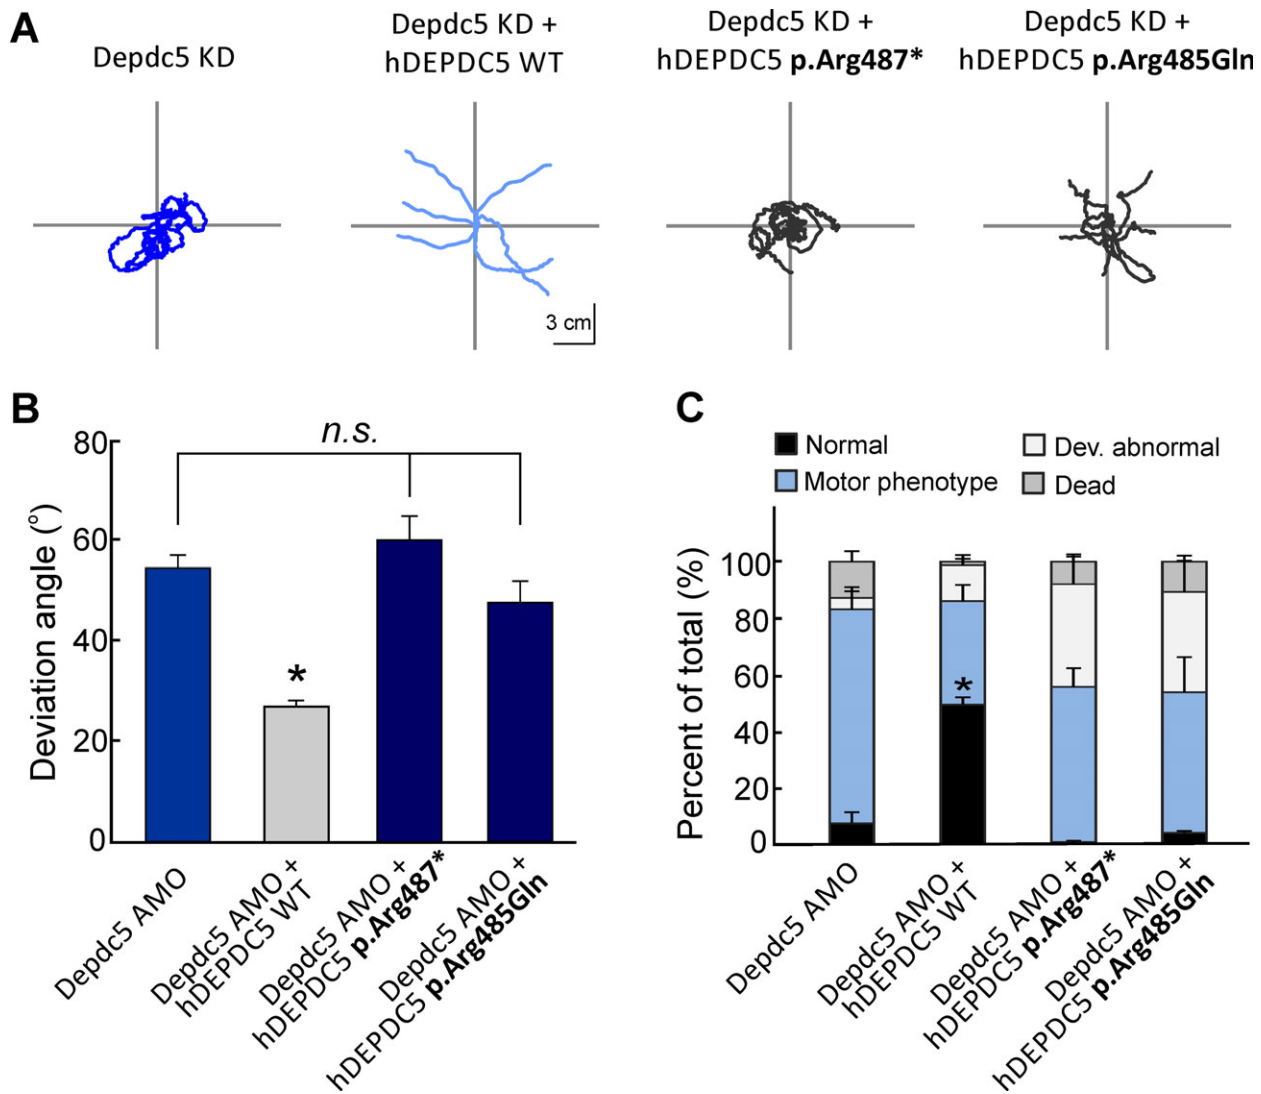 A
Depdc5 KD
Depdc5 KD +
hDEPDC5 WT
Depdc5 KD +
hDEPDC5 p.Arg487*
Depdc5 KD +
hDEPDC5 p.Arg485Gln
3 cm
B
n.s.
Deviation angle (°)
80
60
40
20
0
*
Depdc5 AMO
Depdc5 AMO +
hDEPDC5 WT
Depdc5 AMO +
hDEPDC5 p.Arg487*
Depdc5 AMO +
hDEPDC5 p.Arg485Gln
C
Normal
Motor phenotype
Dev. abnormal
Dead
Percent of total (%)
100
80
60
40
20
0
*
Depdc5 AMO
Depdc5 AMO +
hDEPDC5 WT
Depdc5 AMO +
hDEPDC5 p.Arg487*
Depdc5 AMO +
hDEPDC5 p.Arg485Gln